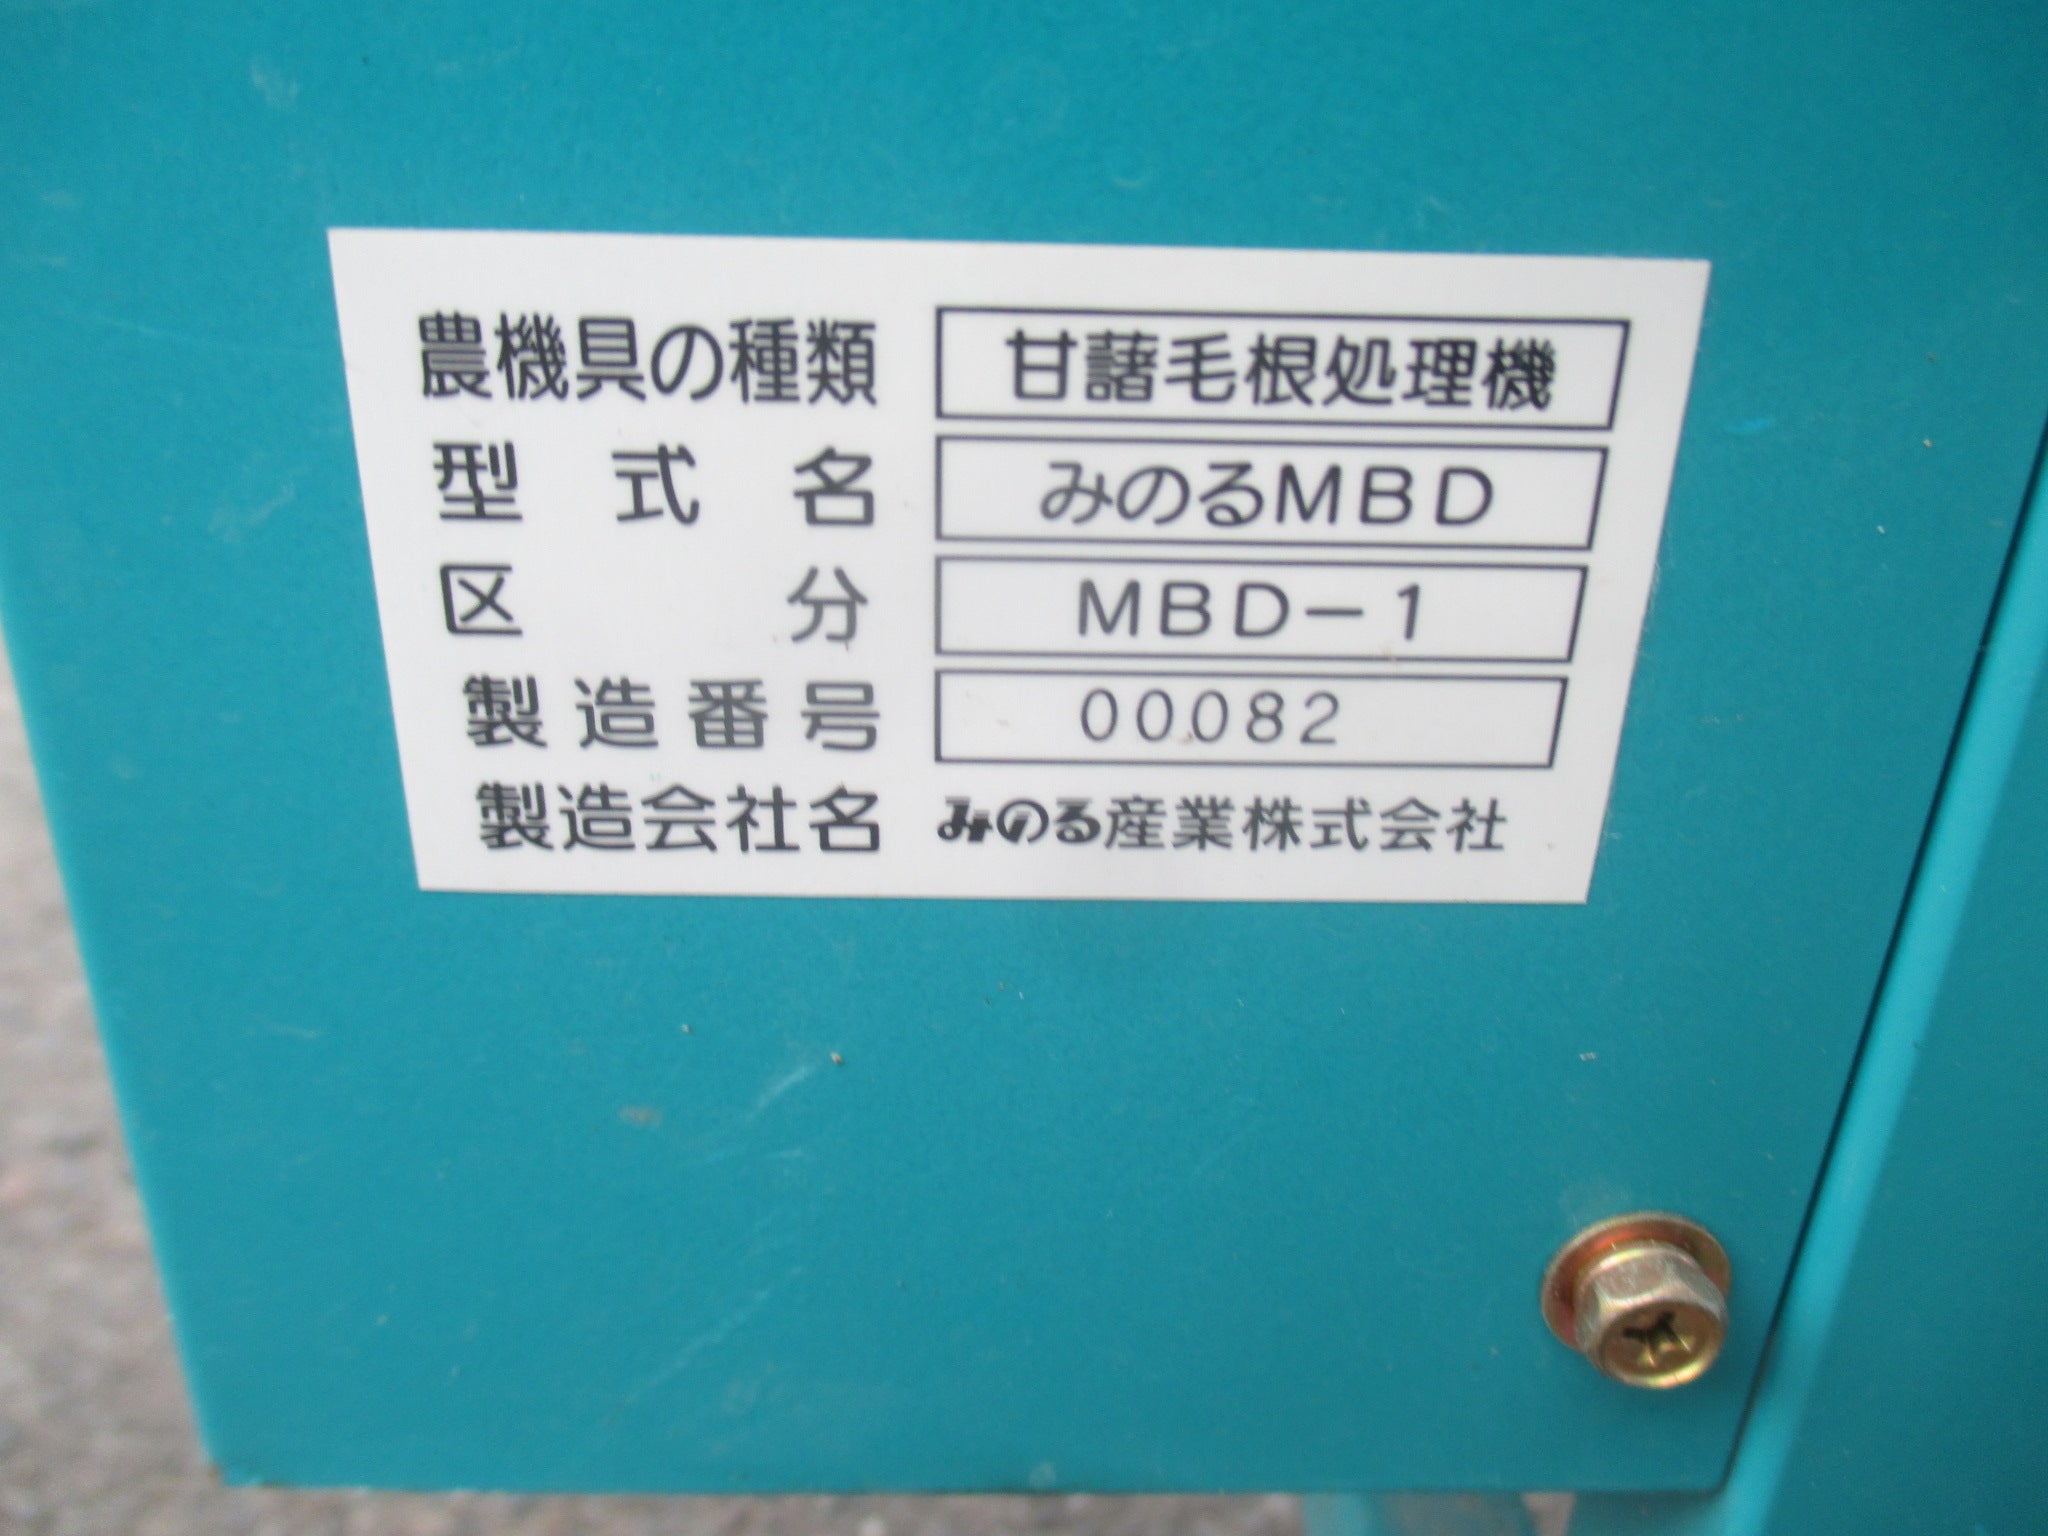 農機具の種類 甘藷毛根処理機
型式名 みのるMBD
区分 MBD-1
製造番号 00082
製造会社名 みのる産業株式会社